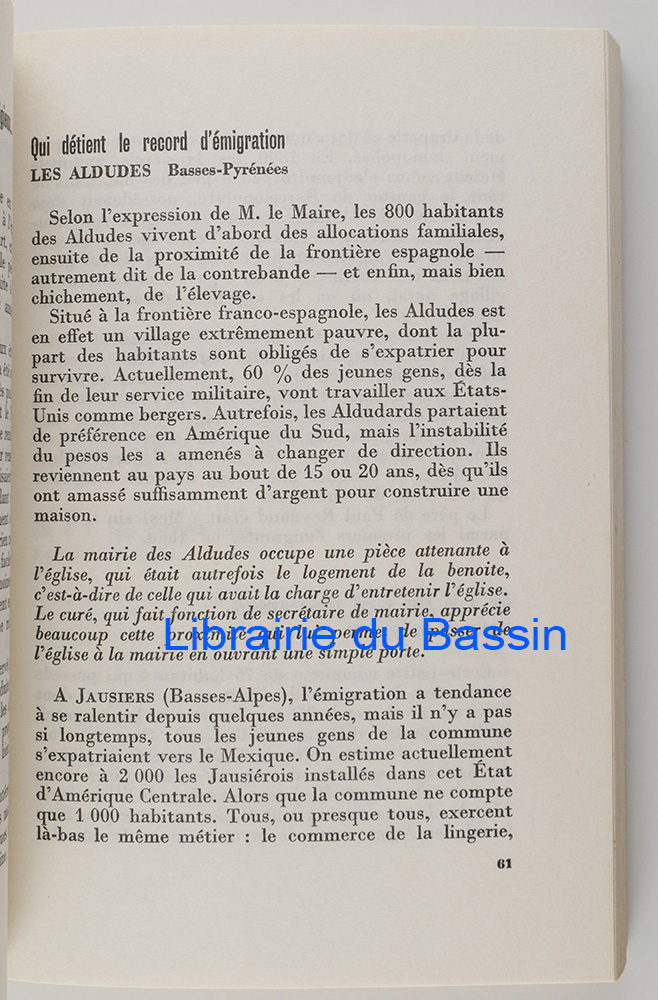 Qui détient le record d'émigration
LES ALDUDES Basses-Pyrénées
Selon l'expression de M. le Maire, les 800 habitants
des Aldudes vivent d'abord des allocations familiales,
ensuite de la proximité de la frontière espagnole —
autrement dit de la contrebande — et enfin, mais bien
chichement, de l'élevage.
Situé à la frontière franco-espagnole, les Aldudes est
en effet un village extrêmement pauvre, dont la plu-
part des habitants sont obligés de s'expatrier pour
survivre. Actuellement, 60 % des jeunes gens, dès la
fin de leur service militaire, vont travailler aux États-
Unis comme bergers. Autrefois, les Aldudards partaient
de préférence en Amérique du Sud, mais l'instabilité
du pesos les a amenés à changer de direction. Ils
reviennent au pays au bout de 15 ou 20 ans, dès qu'ils
ont amassé suffisamment d'argent pour construire une
maison.
La mairie des Aldudes occupe une pièce attenante à
l'église, qui était autrefois le logement de la benoite,
c'est-à-dire de celle qui avait la charge d'entretenir l'église.
Le curé, qui fait fonction de secrétaire de mairie, apprécie
beaucoup cette proximité qui lui permet de passer de
l'église à la mairie en ouvrant une simple porte.
Librairie du Bassin
A JAUSIERS (Basses-Alpes), l'émigration a tendance
à se ralentir depuis quelques années, mais il n'y a pas
si longtemps, tous les jeunes gens de la commune
s'expatriaient vers le Mexique. On estime actuellement
encore à 2 000 les Jausiérois installés dans cet État
d'Amérique Centrale. Alors que la commune ne compte
que 1 000 habitants. Tous, ou presque tous, exercent
là-bas le même métier : le commerce de la lingerie,
61